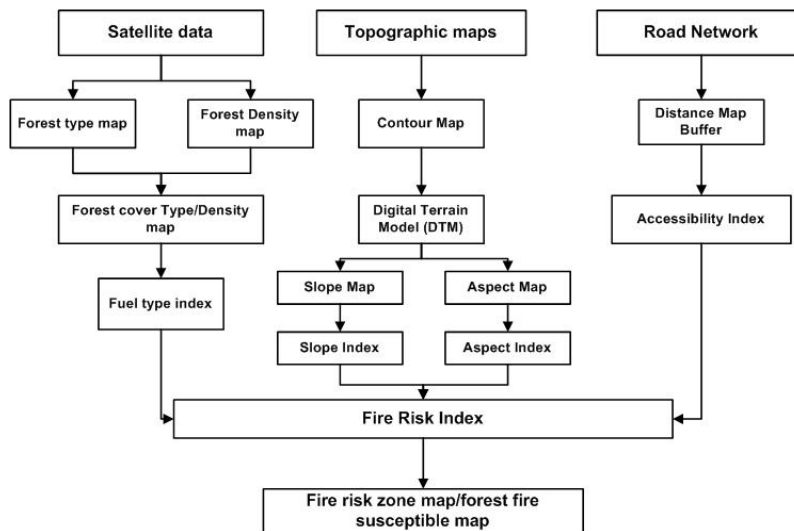 Satellite data
Topographic maps
Road Network
Forest type map
Forest Density
map
Contour Map
Distance Map
Buffer
Forest cover Type/Density
map
Digital Terrain
Model (DTM)
Accessibility Index
Fuel type index
Slope Map
Aspect Map
Slope Index
Aspect Index
Fire Risk Index
Fire risk zone map/forest fire
susceptible map